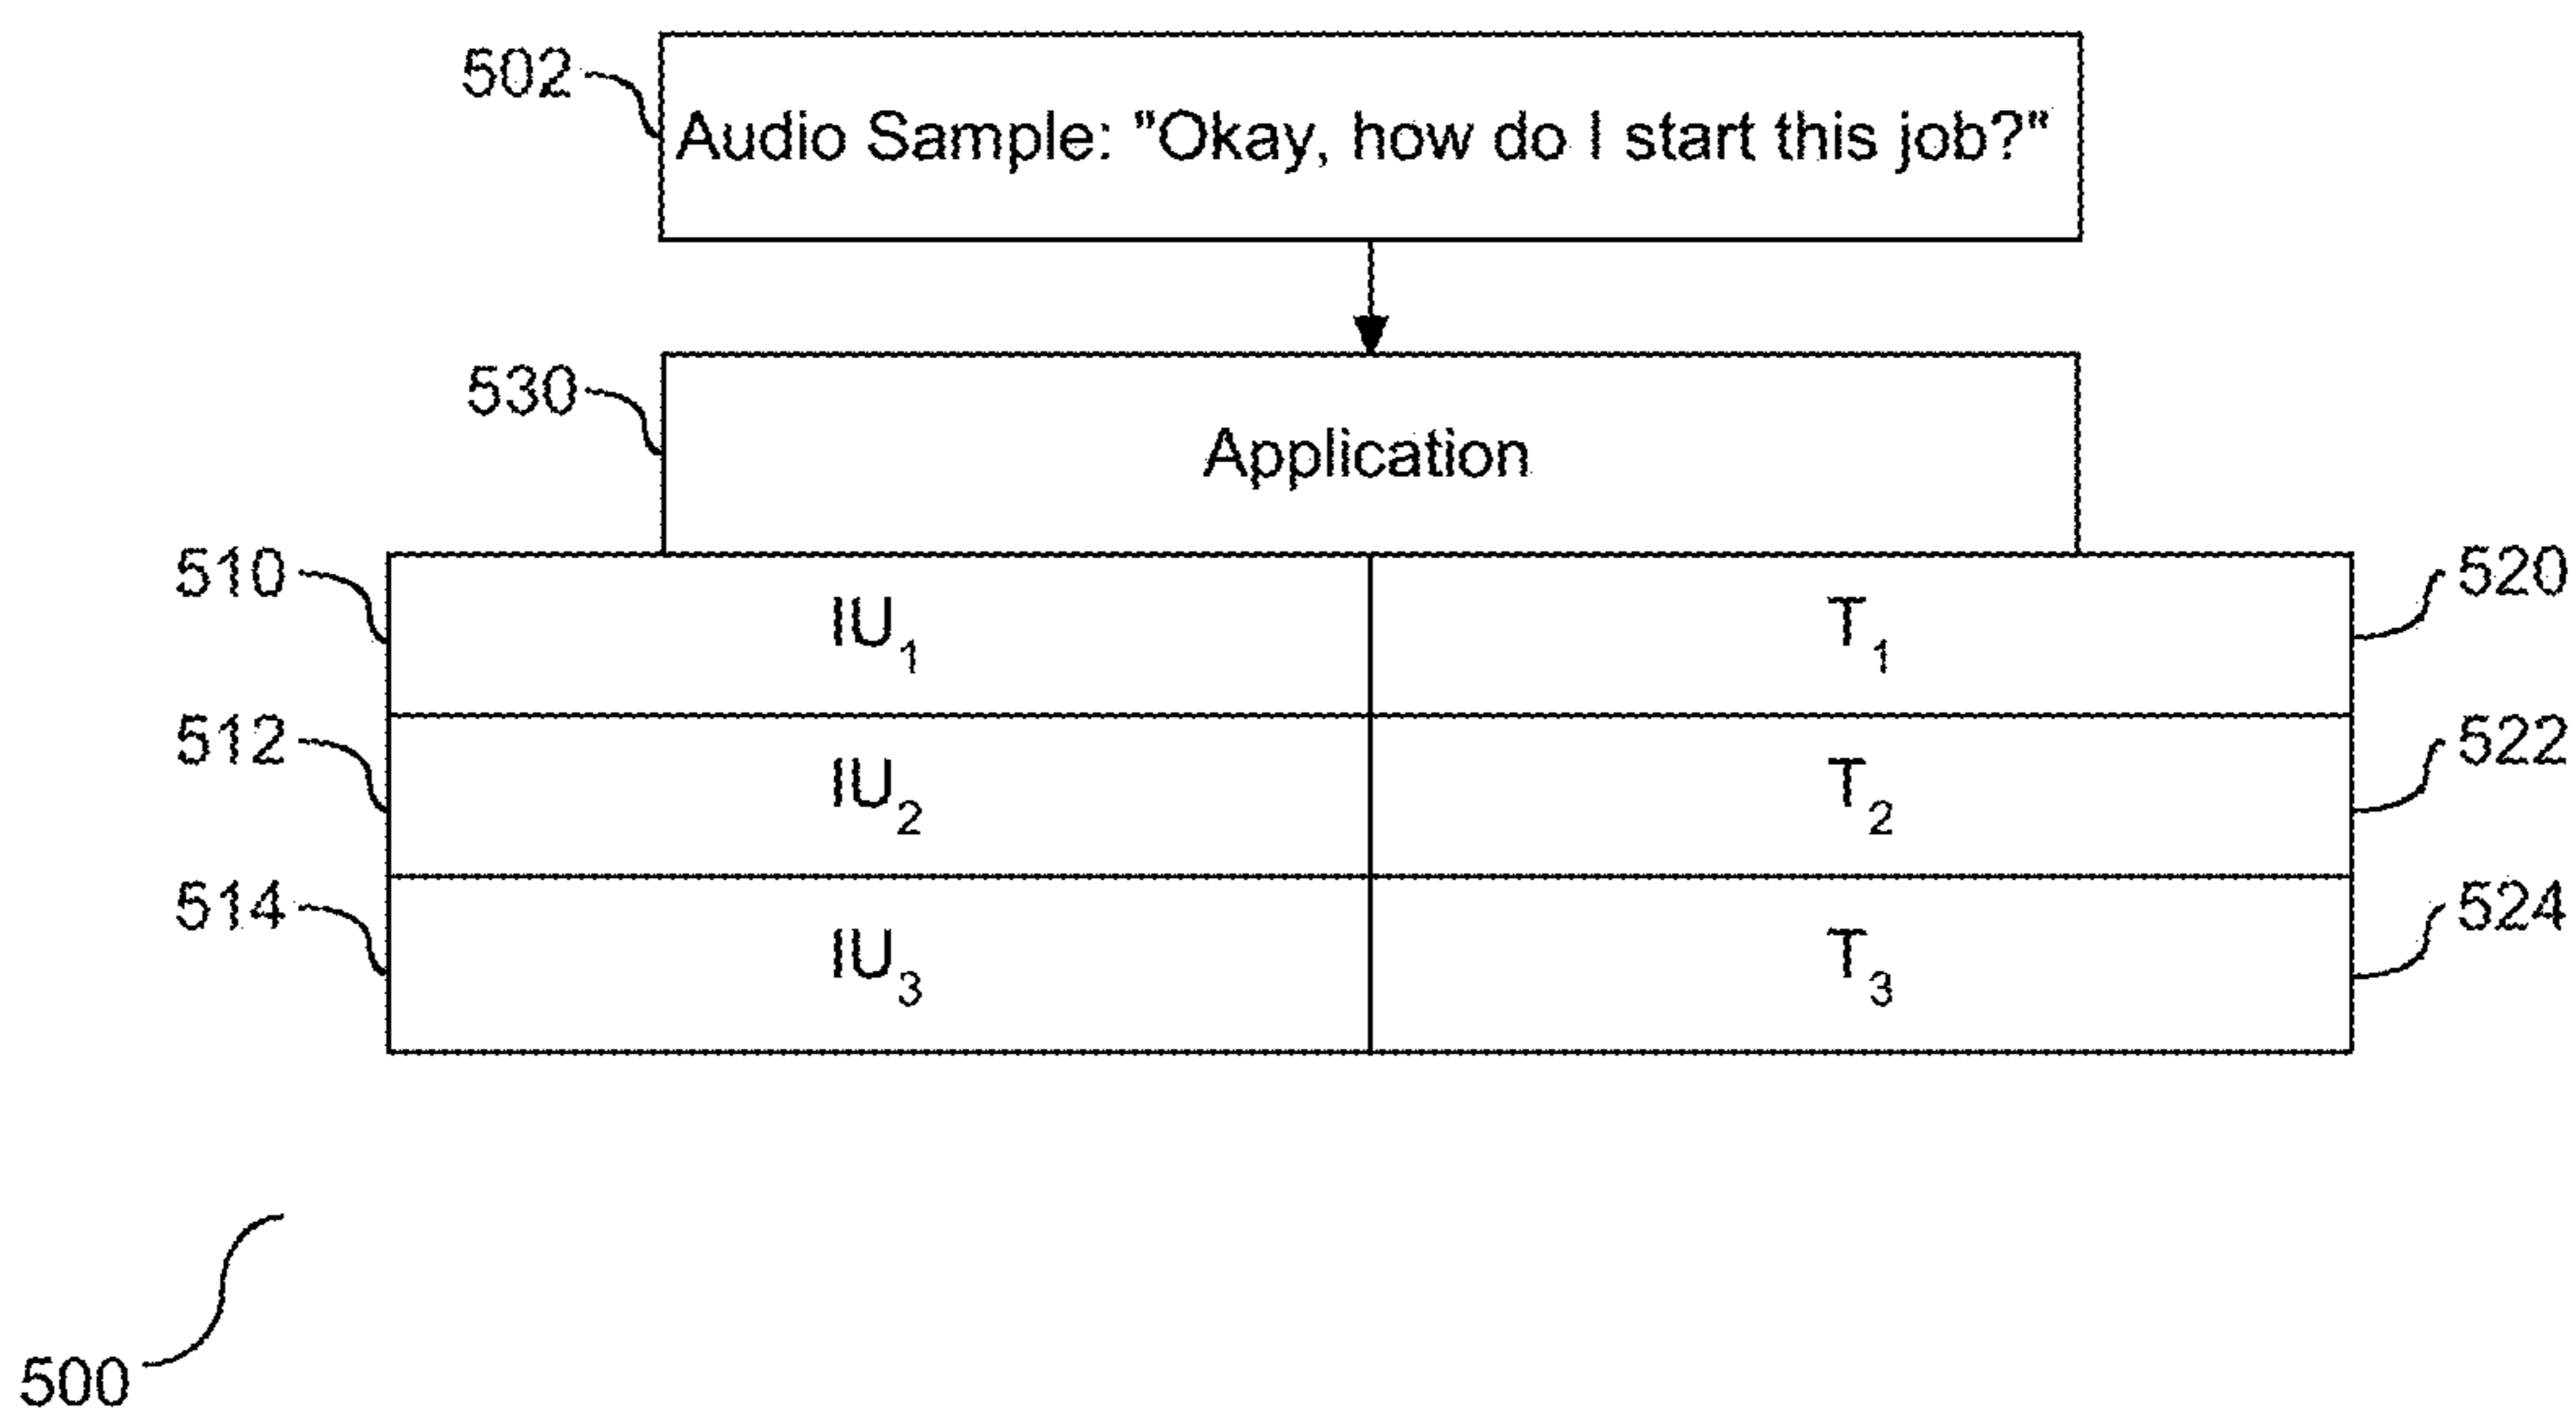 502
Audio Sample: "Okay, how do I start this job?"
530
Application
510 IU₁ T₁ 520
512 IU₂ T₂ 522
514 IU₃ T₃ 524
500